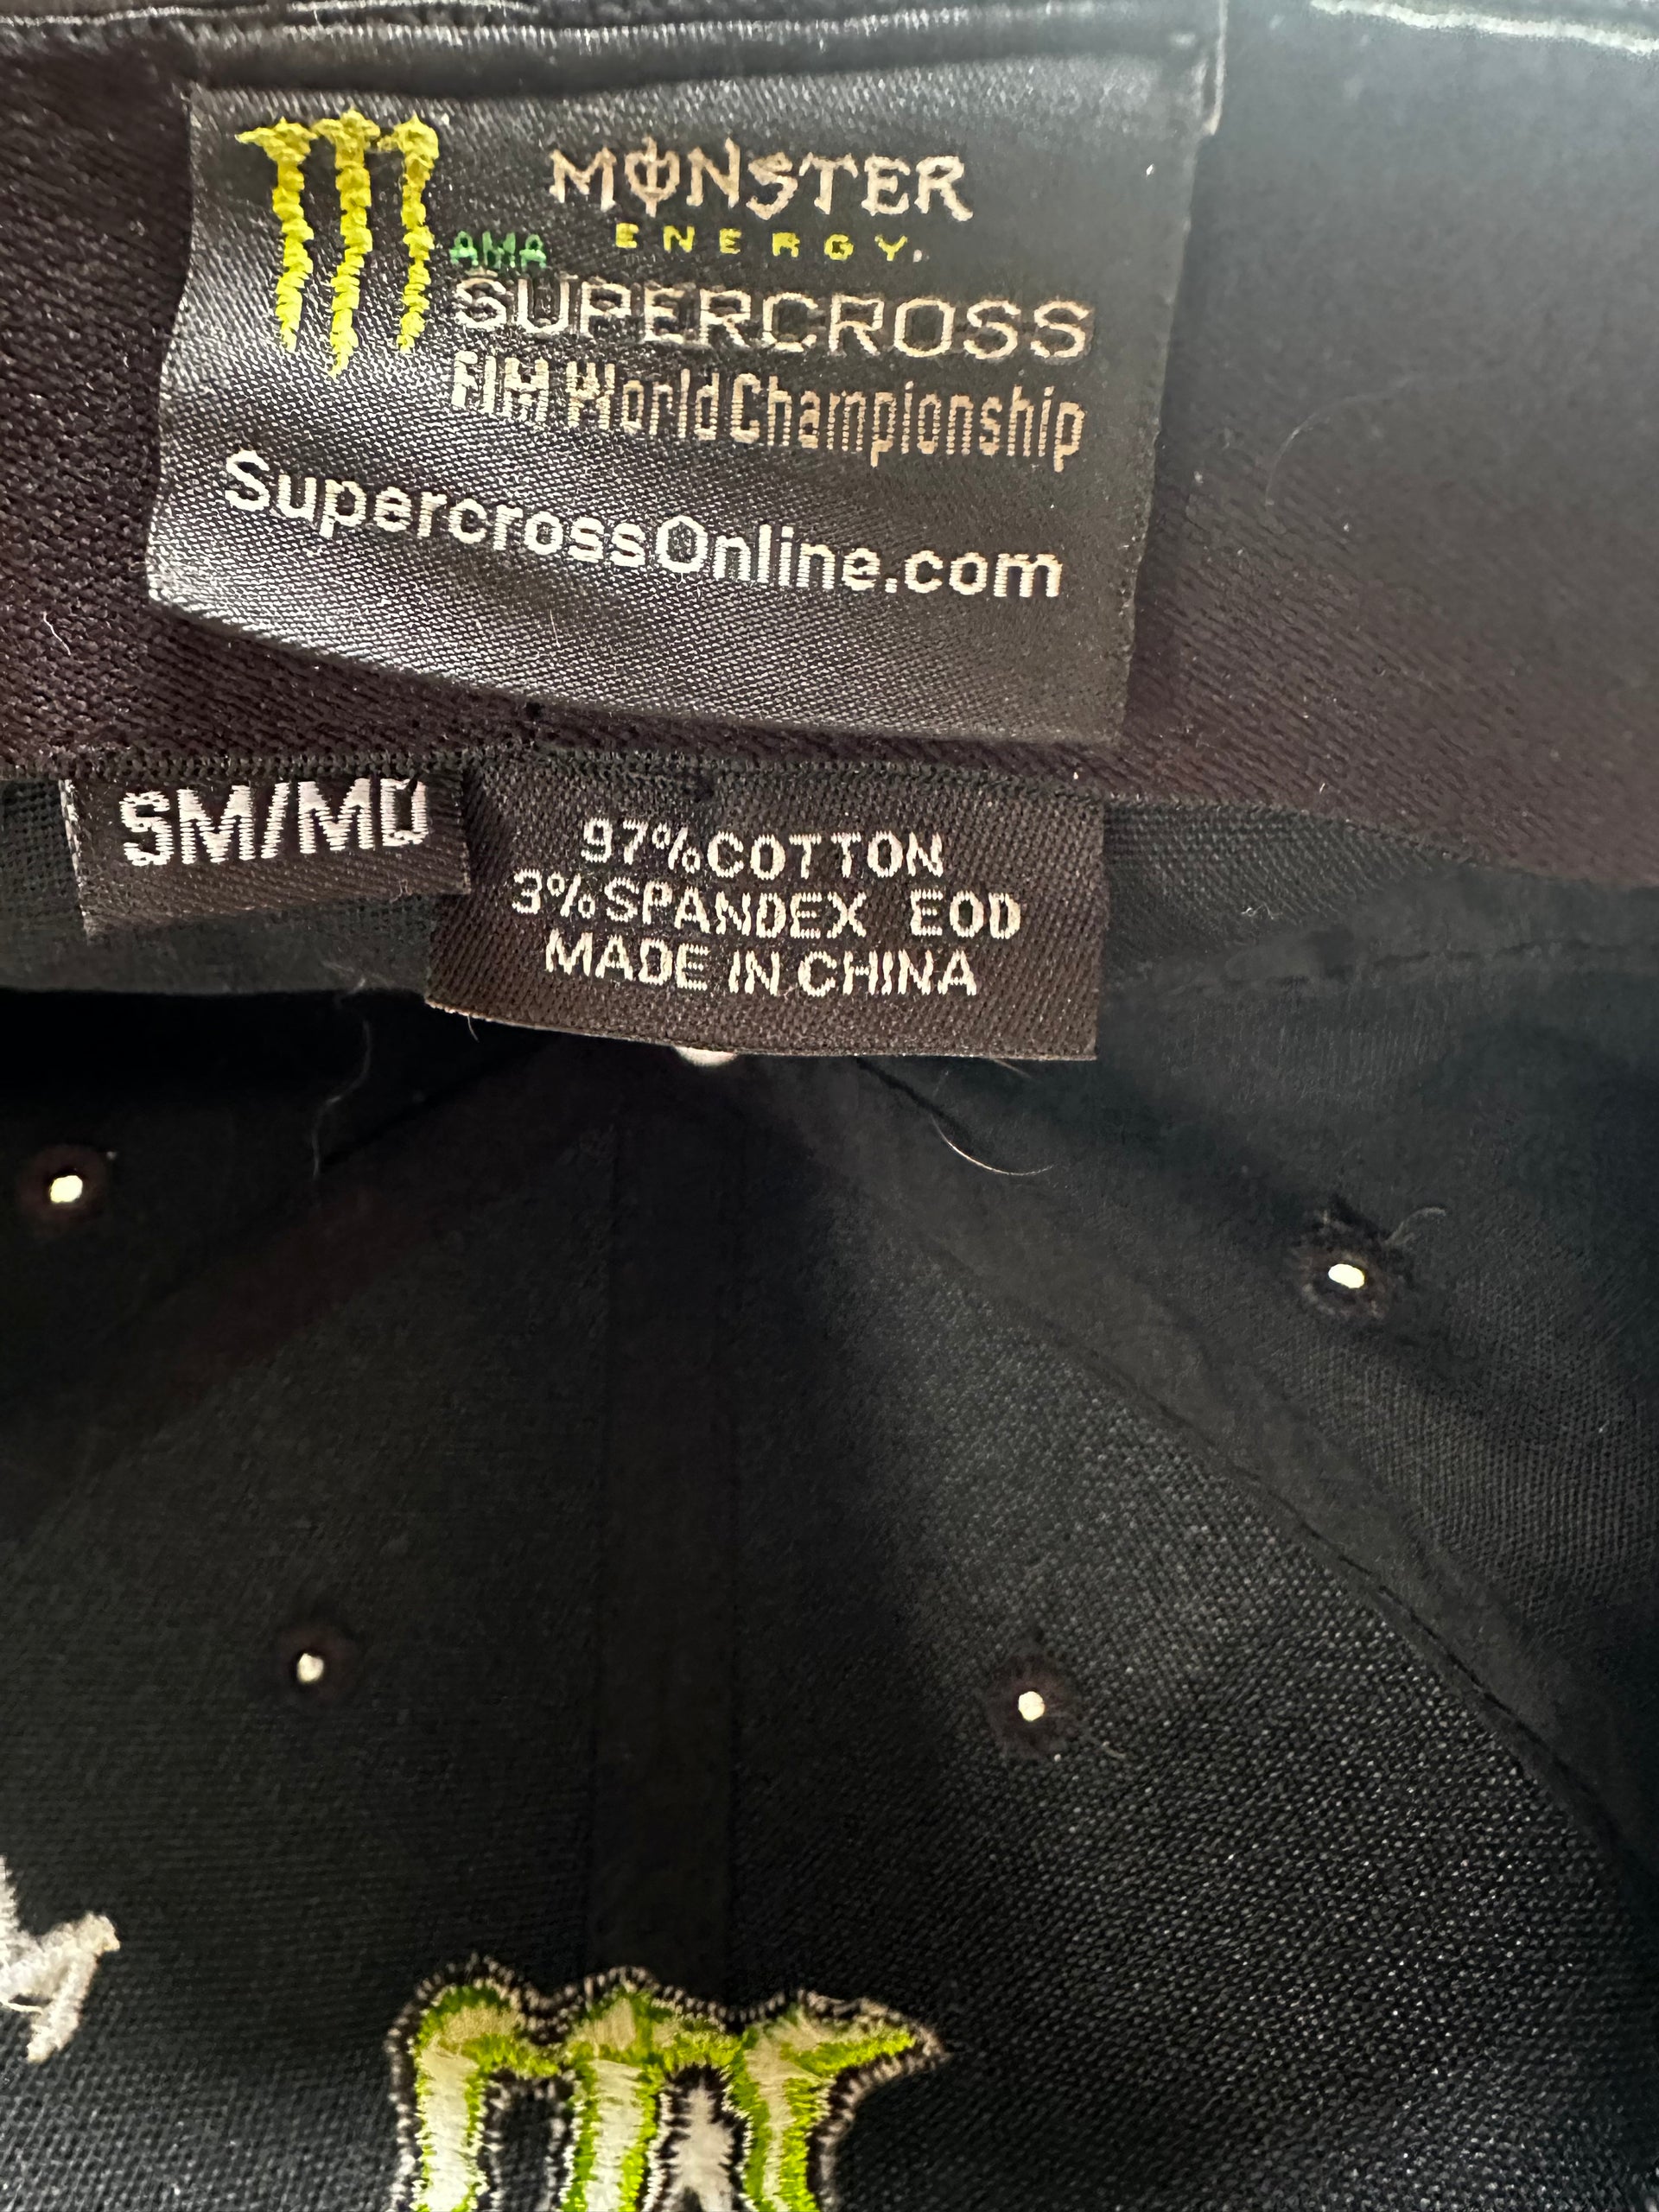 MONSTER
ENERGY
AMA
SUPERCROSS
FIM World Championship
SupercrossOnline.com
SM/MD
97%COTTON
3%SPANDEX EOD
MADE IN CHINA